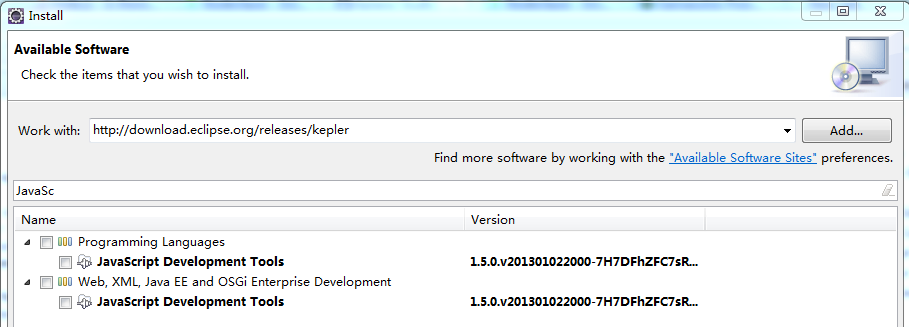 Install
Available Software
Check the items that you wish to install.
Work with: http://download.eclipse.org/releases/kepler Add...
Find more software by working with the "Available Software Sites" preferences.
JavaSc
Name Version
Programming Languages
JavaScript Development Tools 1.5.0.v201301022000-7H7DFhZFC7sR...
Web, XML, Java EE and OSGi Enterprise Development
JavaScript Development Tools 1.5.0.v201301022000-7H7DFhZFC7sR...